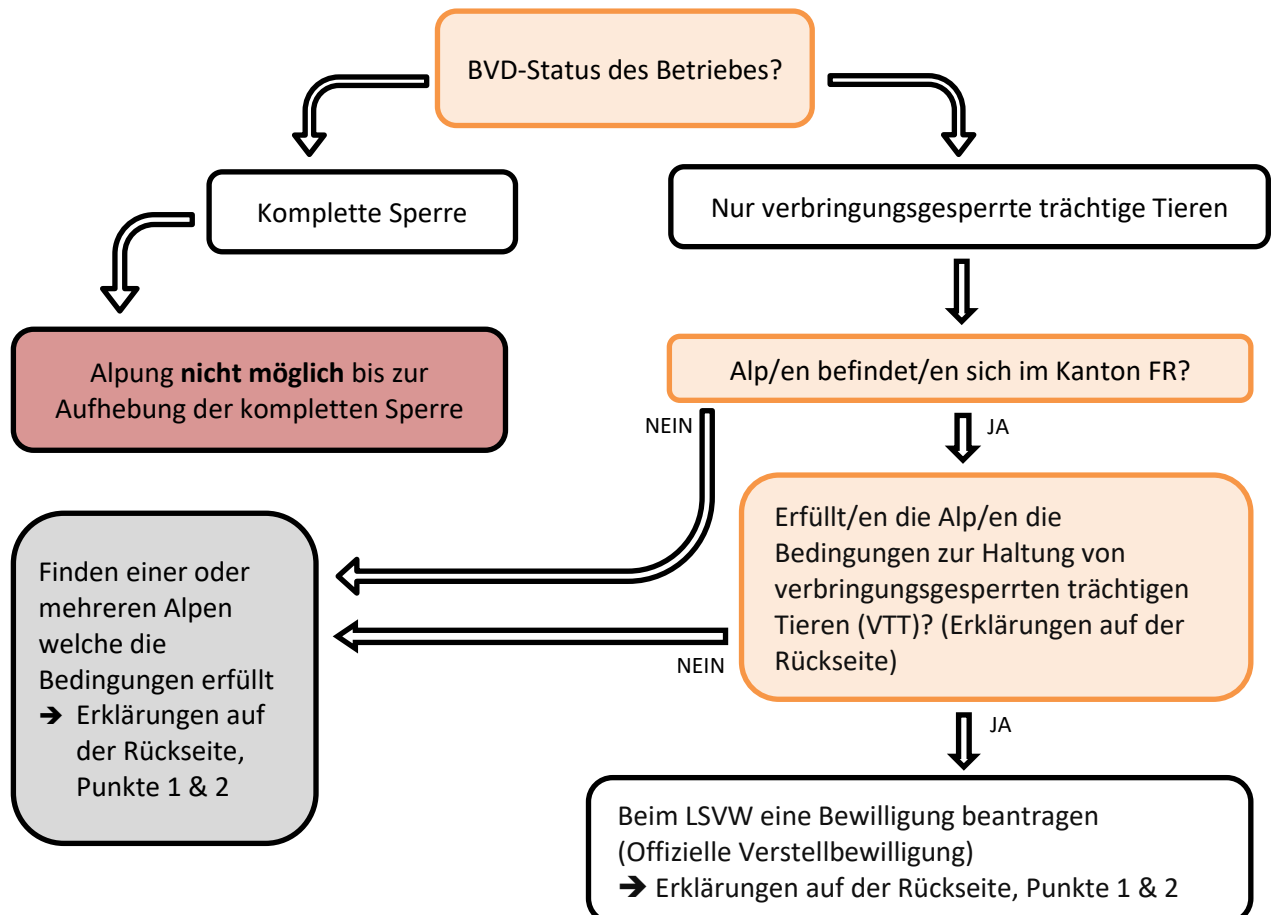 BVD-Status des Betriebes?
Komplette Sperre
Nur verbringungsgesperrte trächtige Tieren
Alpung nicht möglich bis zur
Aufhebung der kompletten Sperre
Alp/en befindet/en sich im Kanton FR?
NEIN
JA
Erfüllt/en die Alp/en die
Bedingungen zur Haltung von
verbringungsgesperrten trächtigen
Tieren (VTT)? (Erklärungen auf der
Rückseite)
NEIN
Finden einer oder
mehreren Alpen
welche die
Bedingungen erfüllt
➔ Erklärungen auf
der Rückseite,
Punkte 1 & 2
JA
Beim LSVW eine Bewilligung beantragen
(Offizielle Verstellbewilligung)
➔ Erklärungen auf der Rückseite, Punkte 1 & 2